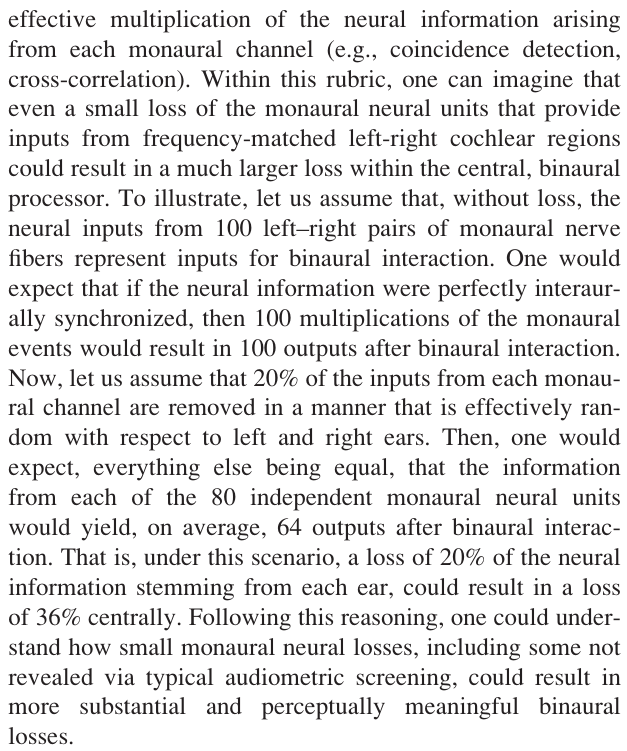 effective multiplication of the neural information arising
from each monaural channel (e.g., coincidence detection,
cross-correlation). Within this rubric, one can imagine that
even a small loss of the monaural neural units that provide
inputs from frequency-matched left-right cochlear regions
could result in a much larger loss within the central, binaural
processor. To illustrate, let us assume that, without loss, the
neural inputs from 100 left–right pairs of monaural nerve
fibers represent inputs for binaural interaction. One would
expect that if the neural information were perfectly interaur-
ally synchronized, then 100 multiplications of the monaural
events would result in 100 outputs after binaural interaction.
Now, let us assume that 20% of the inputs from each monau-
ral channel are removed in a manner that is effectively ran-
dom with respect to left and right ears. Then, one would
expect, everything else being equal, that the information
from each of the 80 independent monaural neural units
would yield, on average, 64 outputs after binaural interac-
tion. That is, under this scenario, a loss of 20% of the neural
information stemming from each ear, could result in a loss
of 36% centrally. Following this reasoning, one could under-
stand how small monaural neural losses, including some not
revealed via typical audiometric screening, could result in
more substantial and perceptually meaningful binaural
losses.